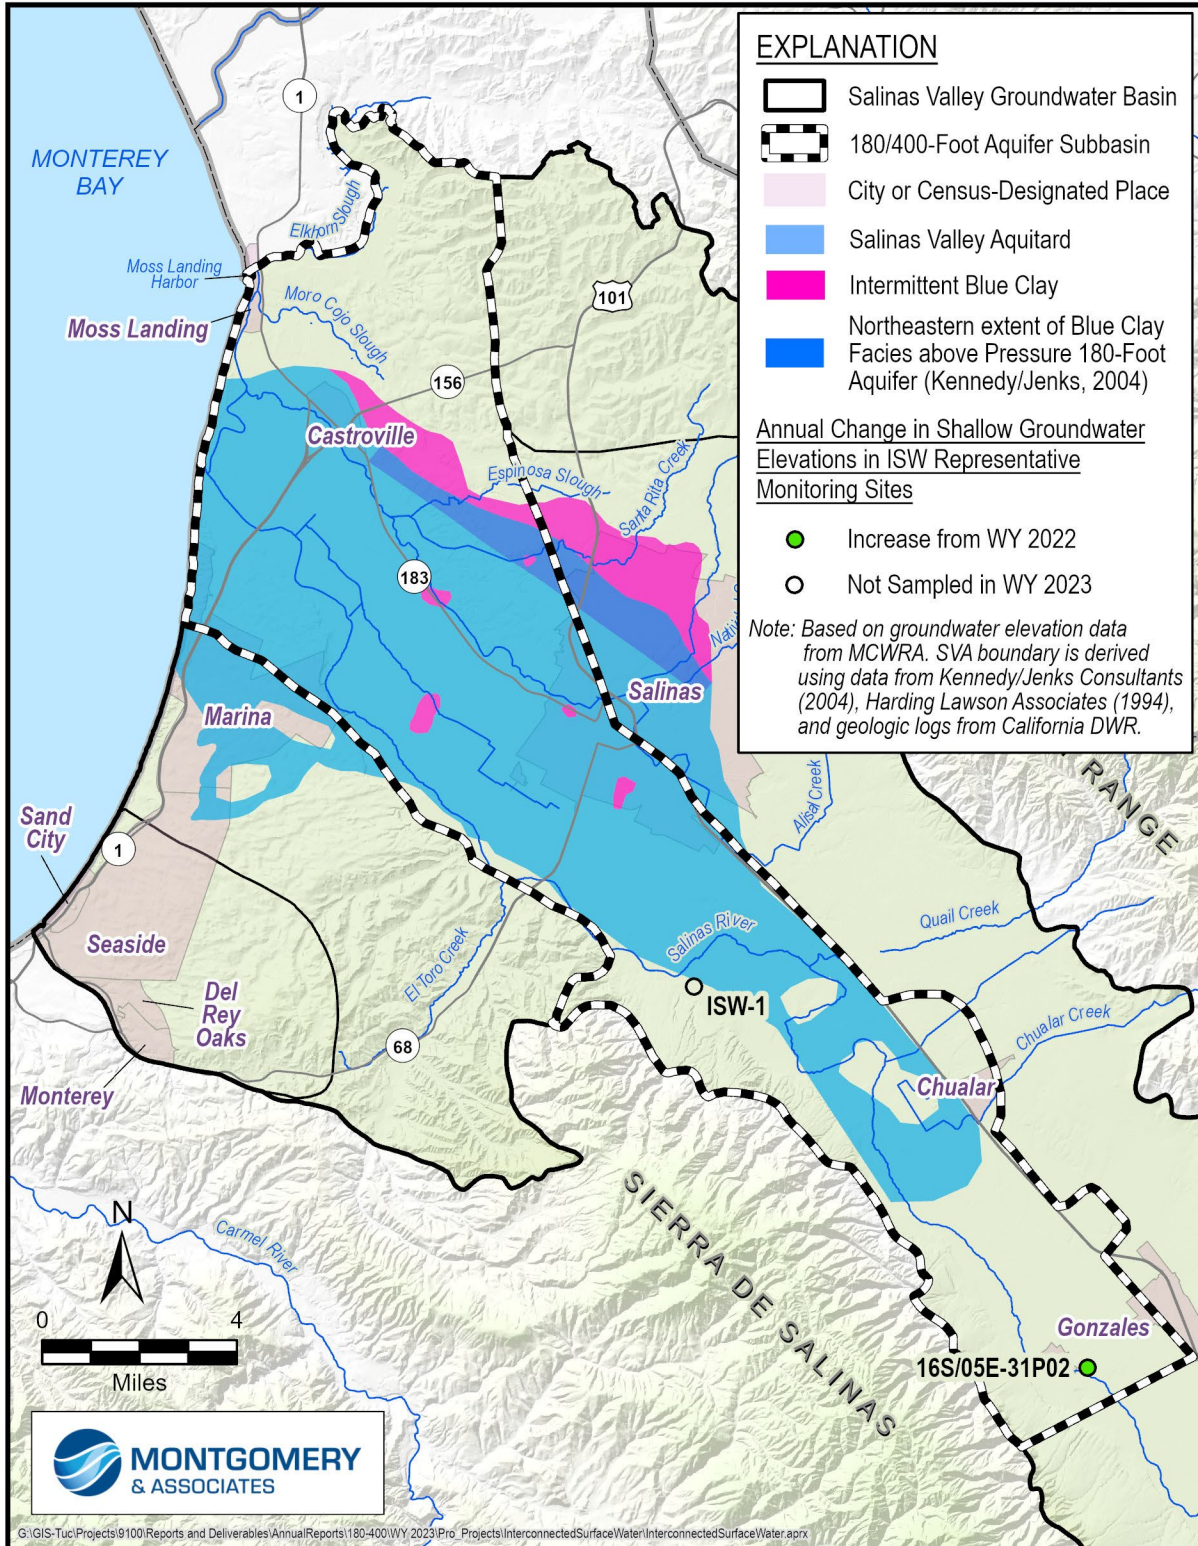 EXPLANATION
Salinas Valley Groundwater Basin
180/400-Foot Aquifer Subbasin
City or Census-Designated Place
Salinas Valley Aquitard
Intermittent Blue Clay
Northeastern extent of Blue Clay
Facies above Pressure 180-Foot
Aquifer (Kennedy/Jenks, 2004)
Annual Change in Shallow Groundwater
Elevations in ISW Representative
Monitoring Sites
Increase from WY 2022
Not Sampled in WY 2023
Note: Based on groundwater elevation data
from MCWRA. SVA boundary is derived
using data from Kennedy/Jenks Consultants
(2004), Harding Lawson Associates (1994),
and geologic logs from California DWR.
1
MONTEREY
BAY
Elkhorn Slough
Moss Landing
Harbor
101
Moro Cojo Slough
Moss Landing
156
Castroville
Espinosa Slough
Santa Rita Creek
183
Salinas
Marina
RANGE
Alisal Creek
Sand
City
1
Quail Creek
Seaside
Salinas River
El Toro Creek
Del
Rey
Oaks
ISW-1
Chualar Creek
68
Chualar
Monterey
SIERRA DE SALINAS
N
Carmel River
0 4
Miles
Gonzales
16S/05E-31P02
MONTGOMERY
& ASSOCIATES
G:\GIS-Tuc\Projects\9100\Reports and Deliverables\AnnualReports\180-400\WY 2023\Pro_Projects\InterconnectedSurfaceWater\InterconnectedSurfaceWater.aprx